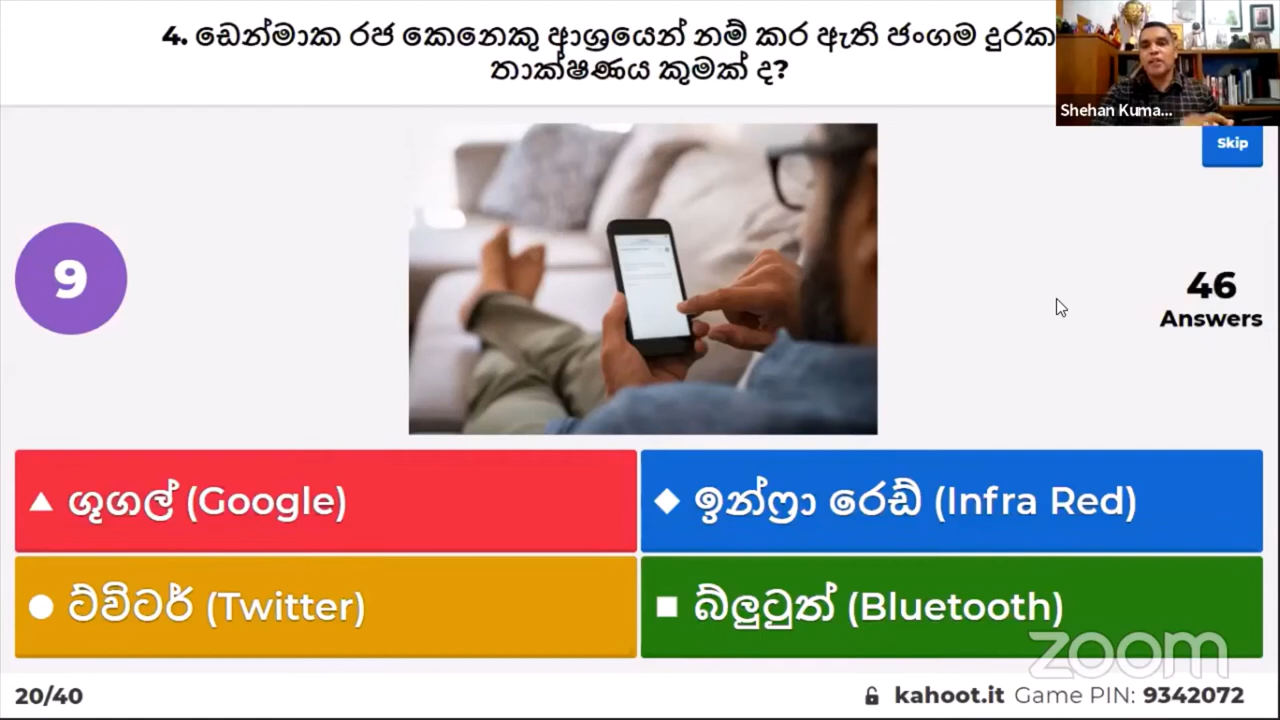 4. ඩෙන්මාක රජ කෙනෙකු ආශ්‍රයෙන් නම් කර ඇති ජංගම දුරක
තාක්ෂණය කුමක් ද?
Shehan Kuma...
Skip
9
46
Answers
ගූගල් (Google)
ඉන්ෆ්‍රා රෙඩ් (Infra Red)
ට්විටර් (Twitter)
බ්ලුටූත් (Bluetooth)
zoom
20/40
kahoot.it Game PIN: 9342072